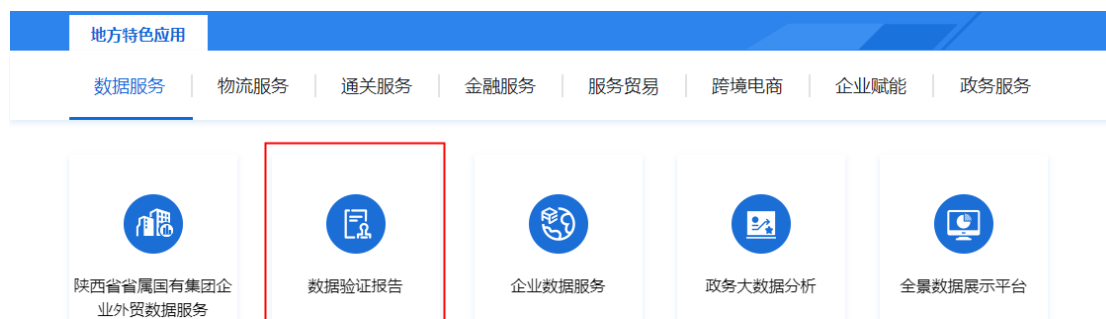 地方特色应用
数据服务 物流服务 通关服务 金融服务 服务贸易 跨境电商 企业赋能 政务服务
陕西省省属国有集团企
业外贸数据服务
数据验证报告
企业数据服务
政务大数据分析
全景数据展示平台